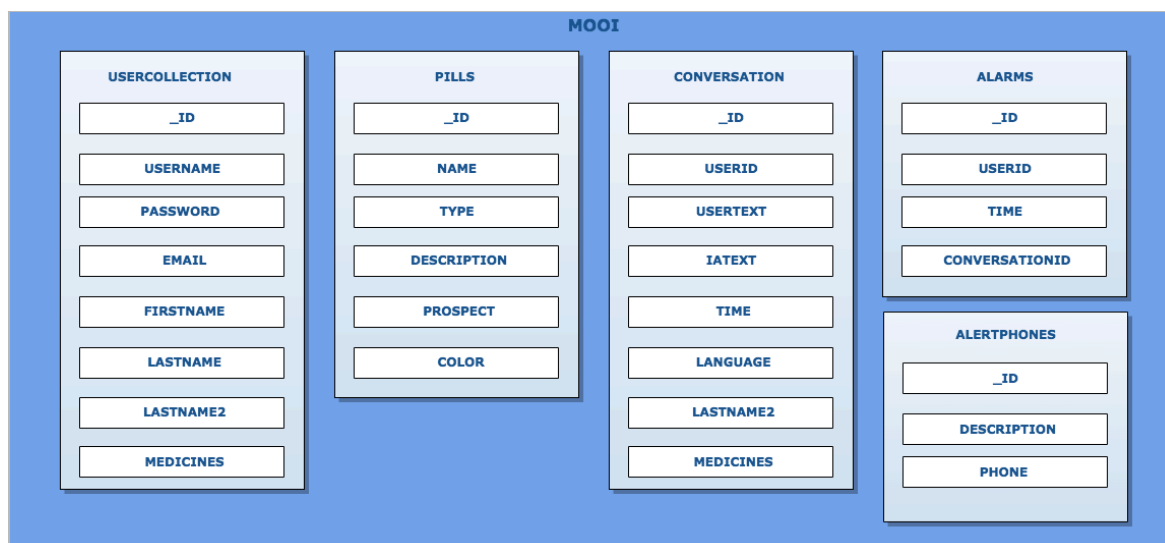 MOOI
USERCOLLECTION
_ID
USERNAME
PASSWORD
EMAIL
FIRSTNAME
LASTNAME
LASTNAME2
MEDICINES
PILLS
_ID
NAME
TYPE
DESCRIPTION
PROSPECT
COLOR
CONVERSATION
_ID
USERID
USERTEXT
IATEXT
TIME
LANGUAGE
LASTNAME2
MEDICINES
ALARMS
_ID
USERID
TIME
CONVERSATIONID
ALERTPHONES
_ID
DESCRIPTION
PHONE